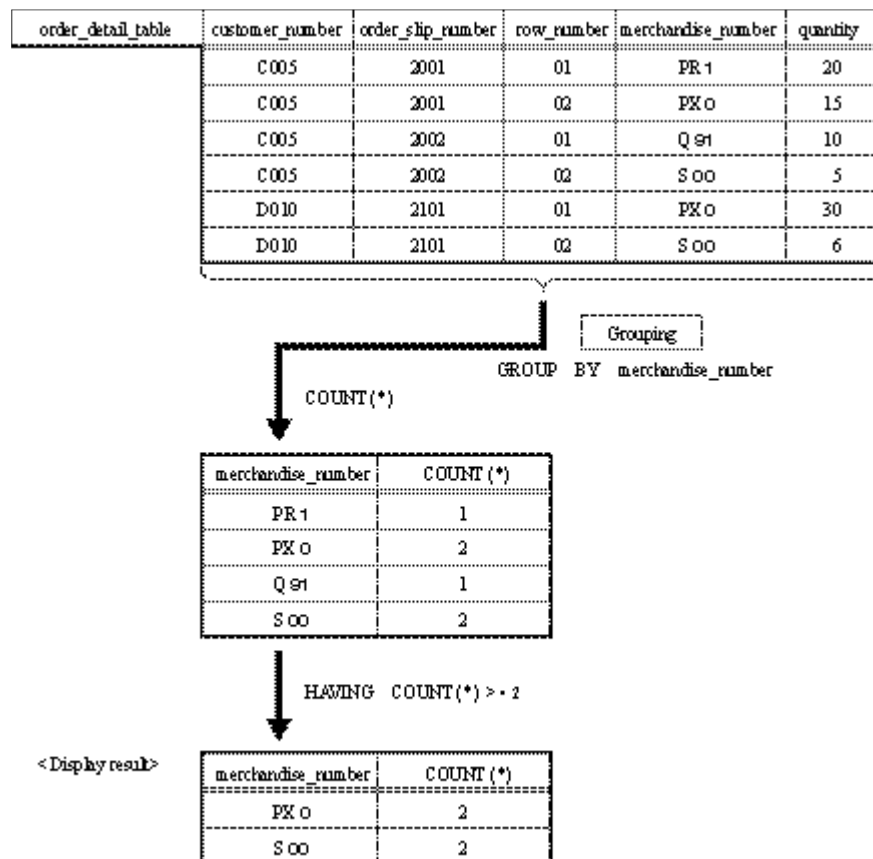 order_detail_table customer_number order_slip_number row_number merchandise_number quantity
C005 2001 01 PR1 20
C005 2001 02 PX0 15
C005 2002 01 Q91 10
C005 2002 02 S00 5
D010 2101 01 PX0 30
D010 2101 02 S00 6
Grouping
GROUP BY merchandise_number
COUNT(*)
merchandise_number COUNT(*)
PR1 1
PX0 2
Q91 1
S00 2
HAVING COUNT(*) >= 2
<Display result>
merchandise_number COUNT(*)
PX0 2
S00 2